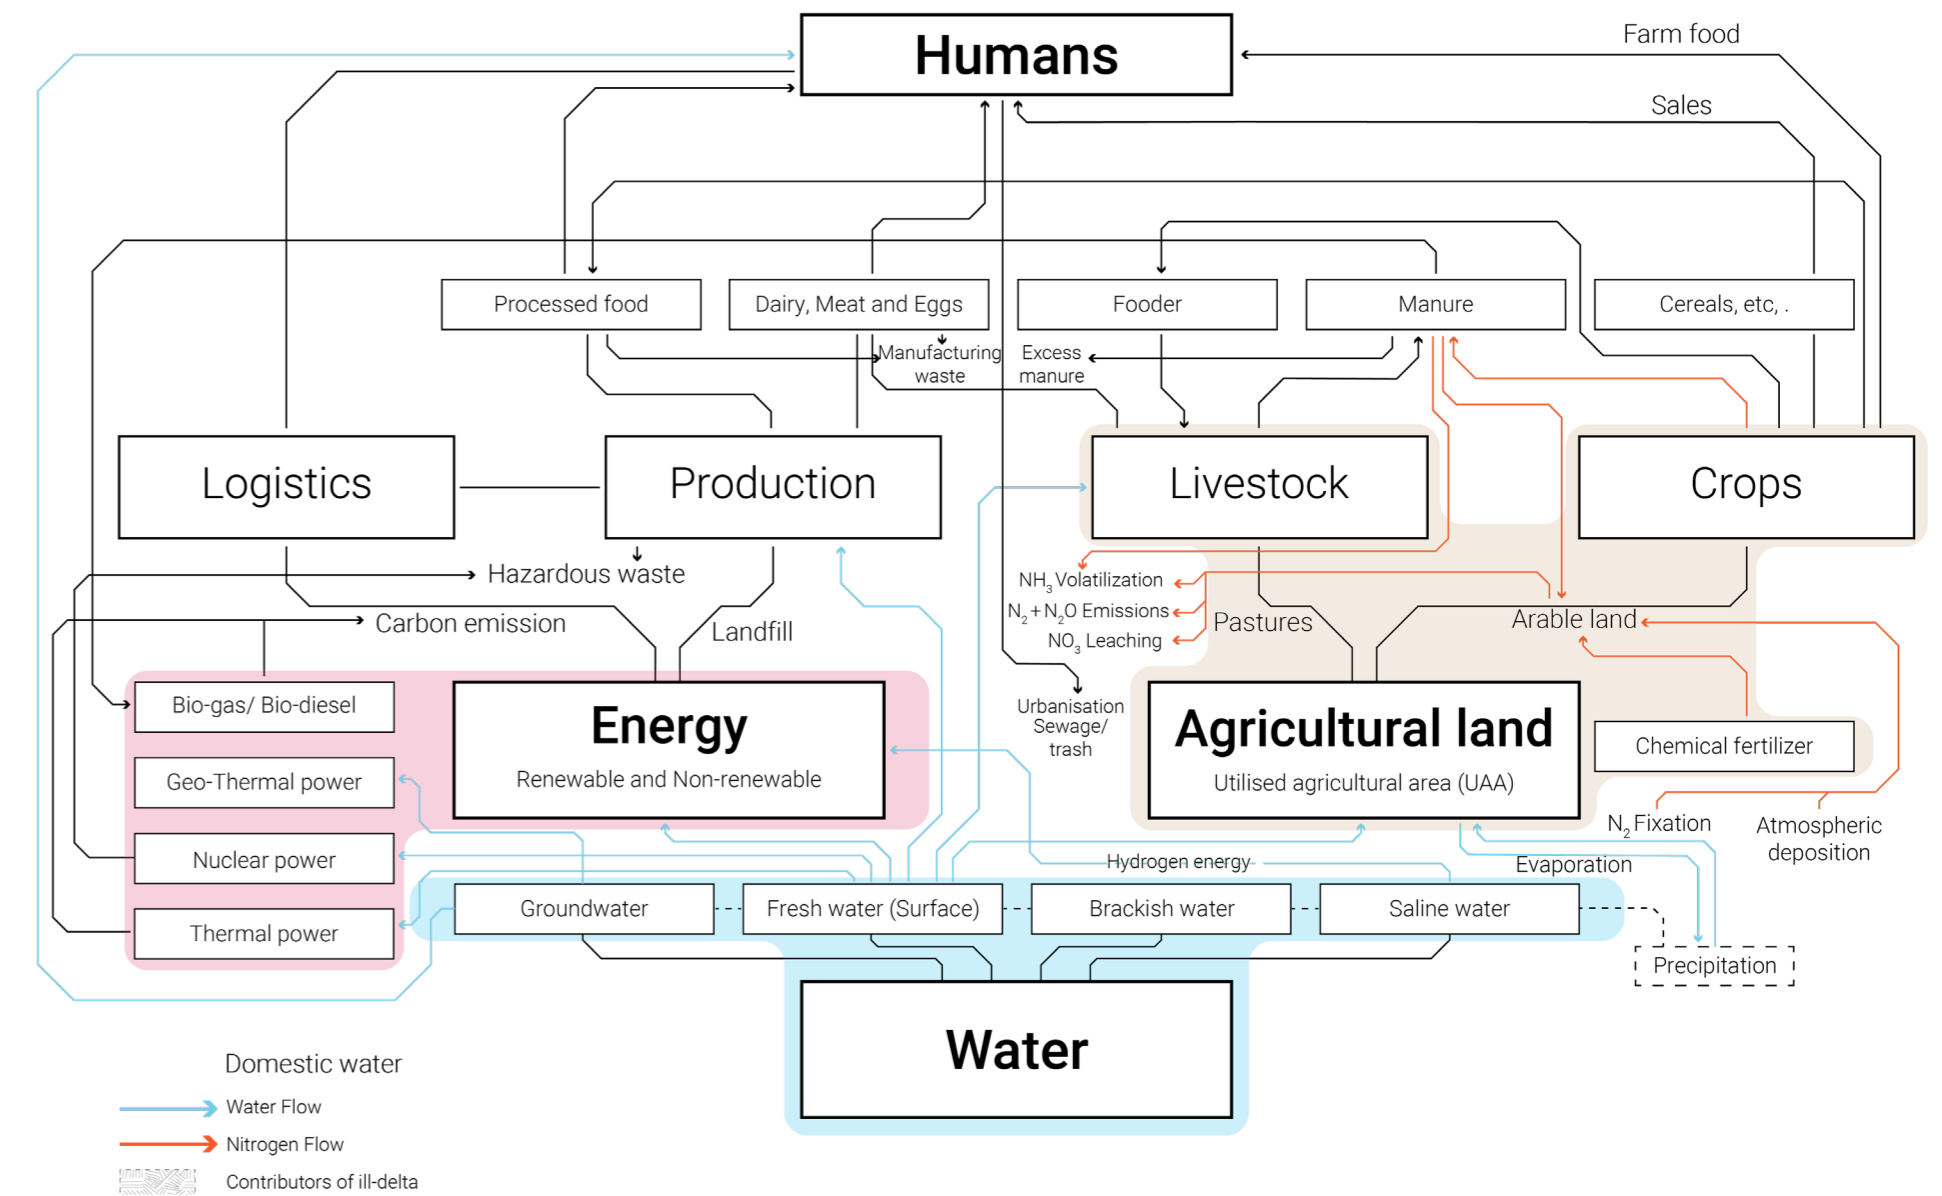 Humans
Farm food
Sales
Processed food
Dairy, Meat and Eggs
Fooder
Manure
Cereals, etc, .
Manufacturing
waste
Excess
manure
Logistics
Production
Livestock
Crops
Hazardous waste
Carbon emission
Landfill
NH3 Volatilization
N2 + N2O Emissions
NO3 Leaching
Pastures
Arable land
Urbanisation
Sewage/
trash
Bio-gas/ Bio-diesel
Geo-Thermal power
Nuclear power
Thermal power
Energy
Renewable and Non-renewable
Agricultural land
Utilised agricultural area (UAA)
Chemical fertilizer
N2 Fixation
Atmospheric
deposition
Hydrogen energy
Evaporation
Groundwater
Fresh water (Surface)
Brackish water
Saline water
Precipitation
Water
Domestic water
Water Flow
Nitrogen Flow
Contributors of ill-delta